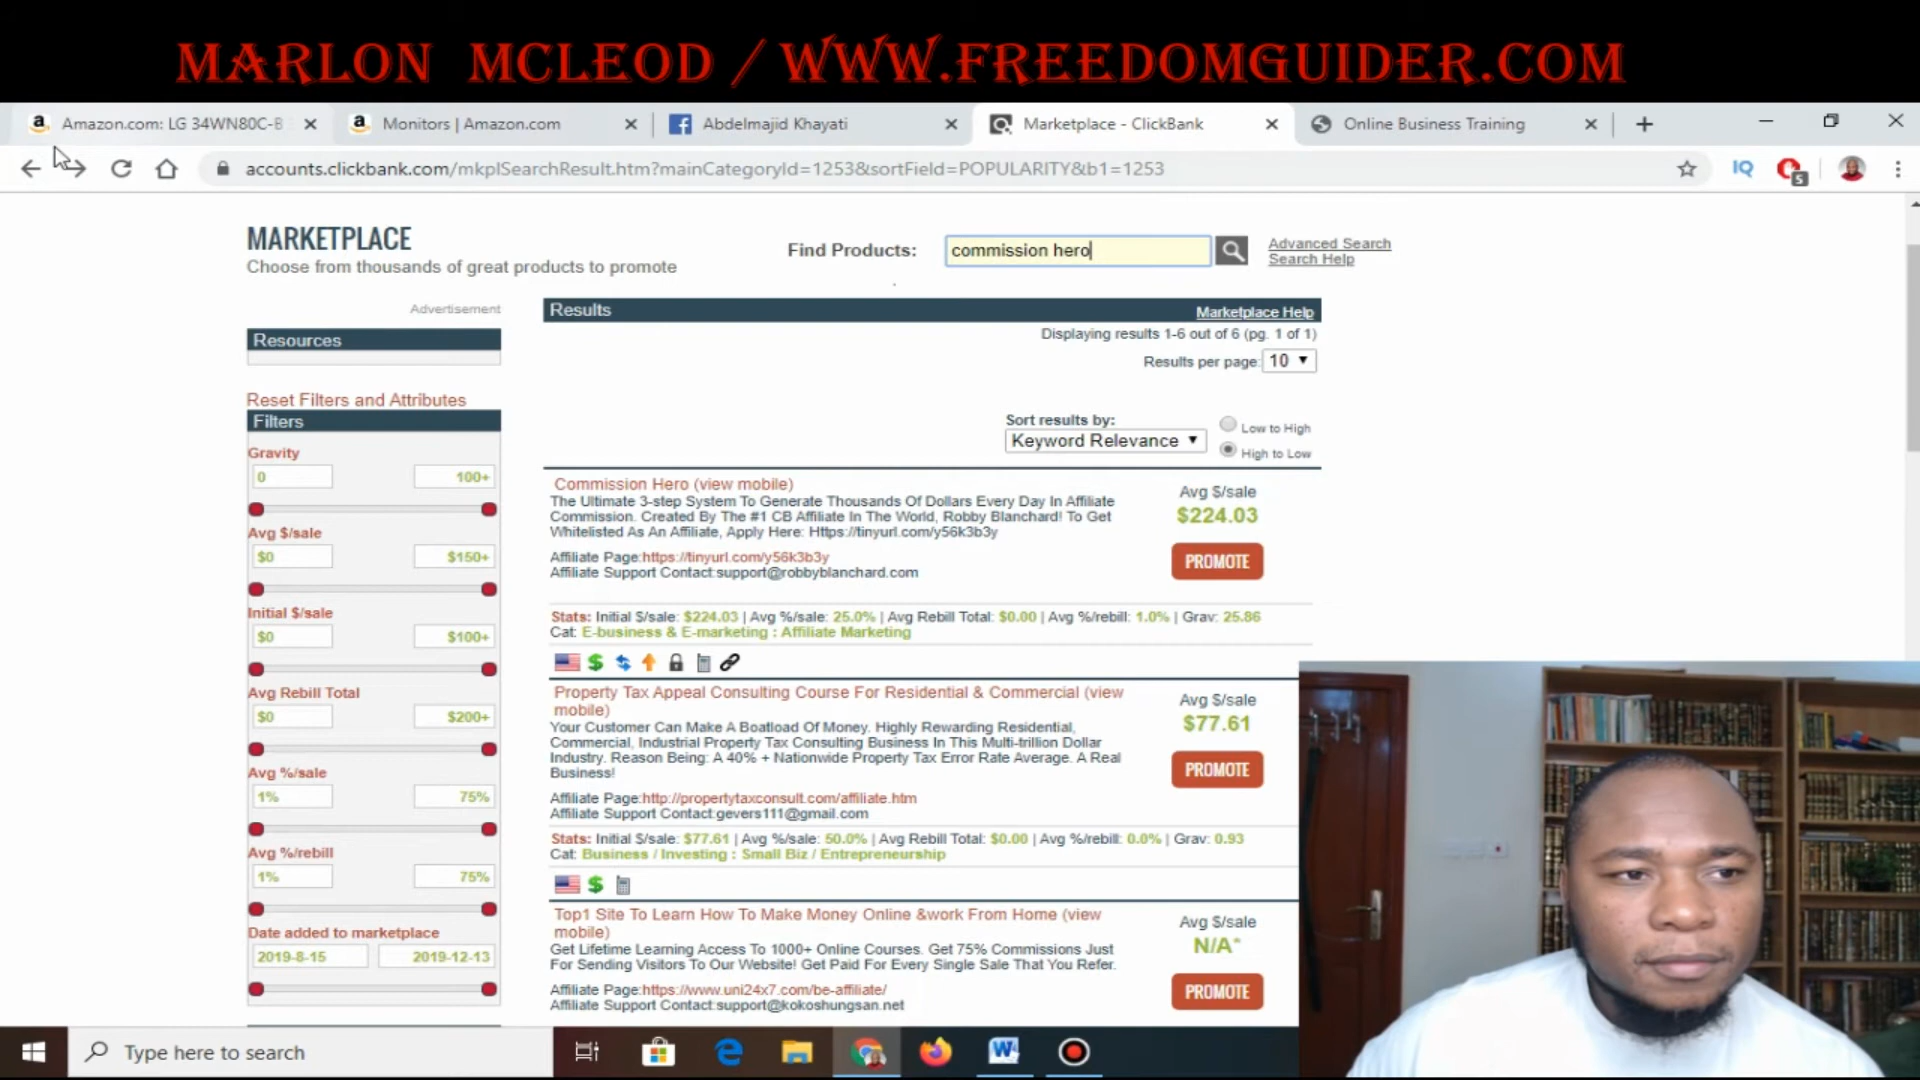 MARLON MCLEOD / WWW.FREEDOMGUIDER.COM
Amazon.com: LG 34WN80C-B
Monitors | Amazon.com
Abdelmajid Khayati
Marketplace - ClickBank
Online Business Training
accounts.clickbank.com/mkplSearchResult.htm?mainCategoryId=1253&sortField=POPULARITY&b1=1253
IQ
5
MARKETPLACE
Choose from thousands of great products to promote
Find Products:
commission hero
Advanced Search
Search Help
Advertisement
Resources
Reset Filters and Attributes
Filters
Gravity
0 100+
Avg $/sale
$0 $150+
Initial $/sale
$0 $100+
Avg Rebill Total
$0 $200+
Avg %/sale
1% 75%
Avg %/rebill
1% 75%
Date added to marketplace
2019-8-15 2019-12-13
Results
Marketplace Help
Displaying results 1-6 out of 6 (pg. 1 of 1)
Results per page: 10
Sort results by:
Keyword Relevance
Low to High
High to Low
Commission Hero (view mobile)
The Ultimate 3-step System To Generate Thousands Of Dollars Every Day In Affiliate
Commission. Created By The #1 CB Affiliate In The World, Robby Blanchard! To Get
Whitelisted As An Affiliate, Apply Here: Https://tinyurl.com/y56k3b3y
Affiliate Page:https://tinyurl.com/y56k3b3y
Affiliate Support Contact:support@robbyblanchard.com
Avg $/sale
$224.03
PROMOTE
Stats: Initial $/sale: $224.03 | Avg %/sale: 25.0% | Avg Rebill Total: $0.00 | Avg %/rebill: 1.0% | Grav: 25.86
Cat: E-business & E-marketing : Affiliate Marketing
Property Tax Appeal Consulting Course For Residential & Commercial (view
mobile)
Your Customer Can Make A Boatload Of Money. Highly Rewarding Residential,
Commercial, Industrial Property Tax Consulting Business In This Multi-trillion Dollar
Industry. Reason Being: A 40% + Nationwide Property Tax Error Rate Average. A Real
Business!
Affiliate Page:http://propertytaxconsult.com/affiliate.htm
Affiliate Support Contact:gevers111@gmail.com
Avg $/sale
$77.61
PROMOTE
Stats: Initial $/sale: $77.61 | Avg %/sale: 50.0% | Avg Rebill Total: $0.00 | Avg %/rebill: 0.0% | Grav: 0.93
Cat: Business / Investing : Small Biz / Entrepreneurship
Top1 Site To Learn How To Make Money Online &work From Home (view
mobile)
Get Lifetime Learning Access To 1000+ Online Courses. Get 75% Commissions Just
For Sending Visitors To Our Website! Get Paid For Every Single Sale That You Refer.
Affiliate Page:https://www.uni24x7.com/be-affiliate/
Affiliate Support Contact:support@kokoshungsan.net
Avg $/sale
N/A*
PROMOTE
Type here to search